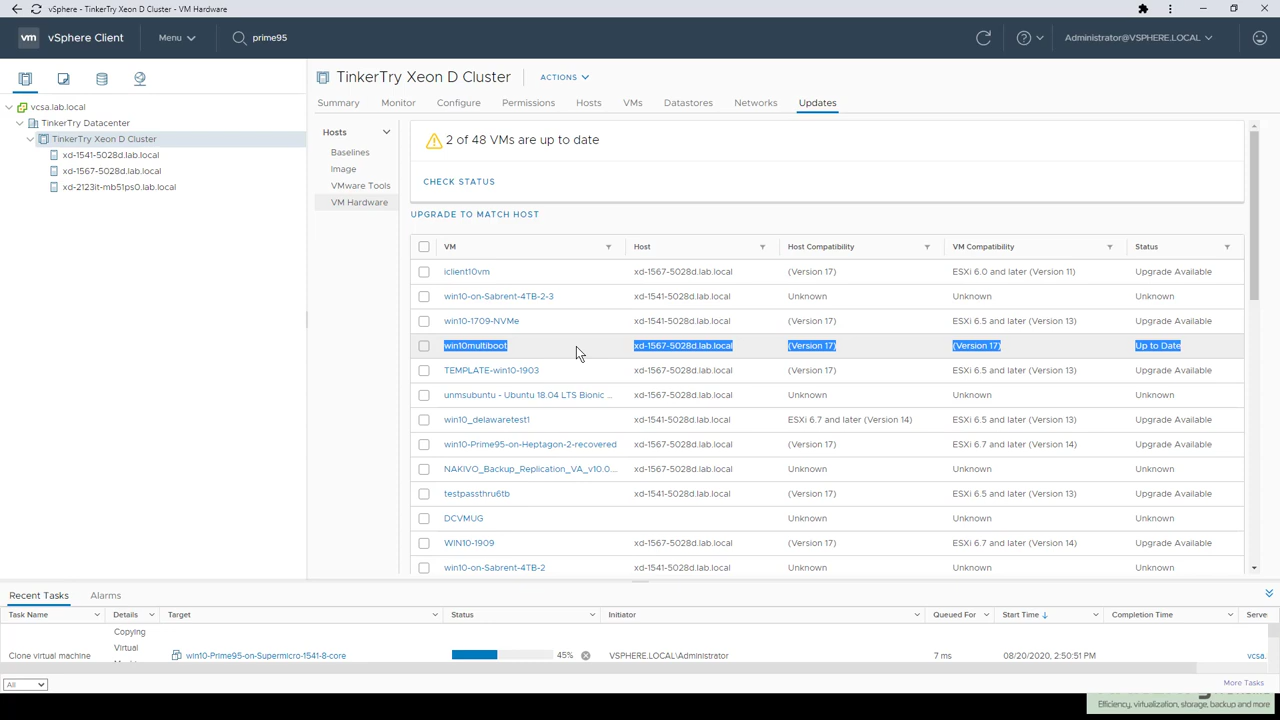 vSphere - TinkerTry Xeon D Cluster - VM Hardware
vm vSphere Client Menu prime95 Administrator@VSPHERE.LOCAL
TinkerTry Xeon D Cluster ACTIONS
Summary Monitor Configure Permissions Hosts VMs Datastores Networks Updates
vcsa.lab.local
TinkerTry Datacenter
TinkerTry Xeon D Cluster
xd-1541-5028d.lab.local
xd-1567-5028d.lab.local
xd-2123it-mb51ps0.lab.local
Hosts
Baselines
Image
VMware Tools
VM Hardware
2 of 48 VMs are up to date
CHECK STATUS
UPGRADE TO MATCH HOST
VM Host Host Compatibility VM Compatibility Status
iclient10vm xd-1567-5028d.lab.local (Version 17) ESXi 6.0 and later (Version 11) Upgrade Available
win10-on-Sabrent-4TB-2-3 xd-1541-5028d.lab.local Unknown Unknown Unknown
win10-1709-NVMe xd-1541-5028d.lab.local (Version 17) ESXi 6.5 and later (Version 13) Upgrade Available
win10multiboot xd-1567-5028d.lab.local (Version 17) (Version 17) Up to Date
TEMPLATE-win10-1903 xd-1567-5028d.lab.local (Version 17) ESXi 6.5 and later (Version 13) Upgrade Available
unmsubuntu - Ubuntu 18.04 LTS Bionic ... xd-1567-5028d.lab.local Unknown Unknown Unknown
win10_delawaretest1 xd-1541-5028d.lab.local ESXi 6.7 and later (Version 14) ESXi 6.5 and later (Version 13) Upgrade Available
win10-Prime95-on-Heptagon-2-recovered xd-1567-5028d.lab.local (Version 17) ESXi 6.7 and later (Version 14) Upgrade Available
NAKIVO_Backup_Replication_VA_v10.0.... xd-1567-5028d.lab.local Unknown Unknown Unknown
testpassthru6tb xd-1541-5028d.lab.local (Version 17) ESXi 6.5 and later (Version 13) Upgrade Available
DCVMUG Unknown Unknown Unknown
WIN10-1909 xd-1567-5028d.lab.local (Version 17) ESXi 6.7 and later (Version 14) Upgrade Available
win10-on-Sabrent-4TB-2 xd-1541-5028d.lab.local Unknown Unknown Unknown
Recent Tasks Alarms
Task Name Details Target Status Initiator Queued For Start Time Completion Time Serve
Copying
Virtual
Clone virtual machine win10-Prime95-on-Supermicro-1541-8-core 45% VSPHERE.LOCAL\Administrator 7 ms 08/20/2020, 2:50:51 PM vcsa.
All More Tasks
Efficiency, virtualization, storage, backup and more